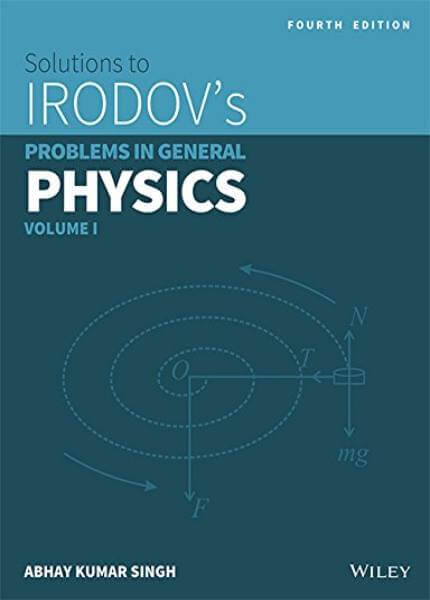 FOURTH EDITION
Solutions to
IRODOV's
PROBLEMS IN GENERAL
PHYSICS
VOLUME I
N
O
T
mg
F
ABHAY KUMAR SINGH
WILEY